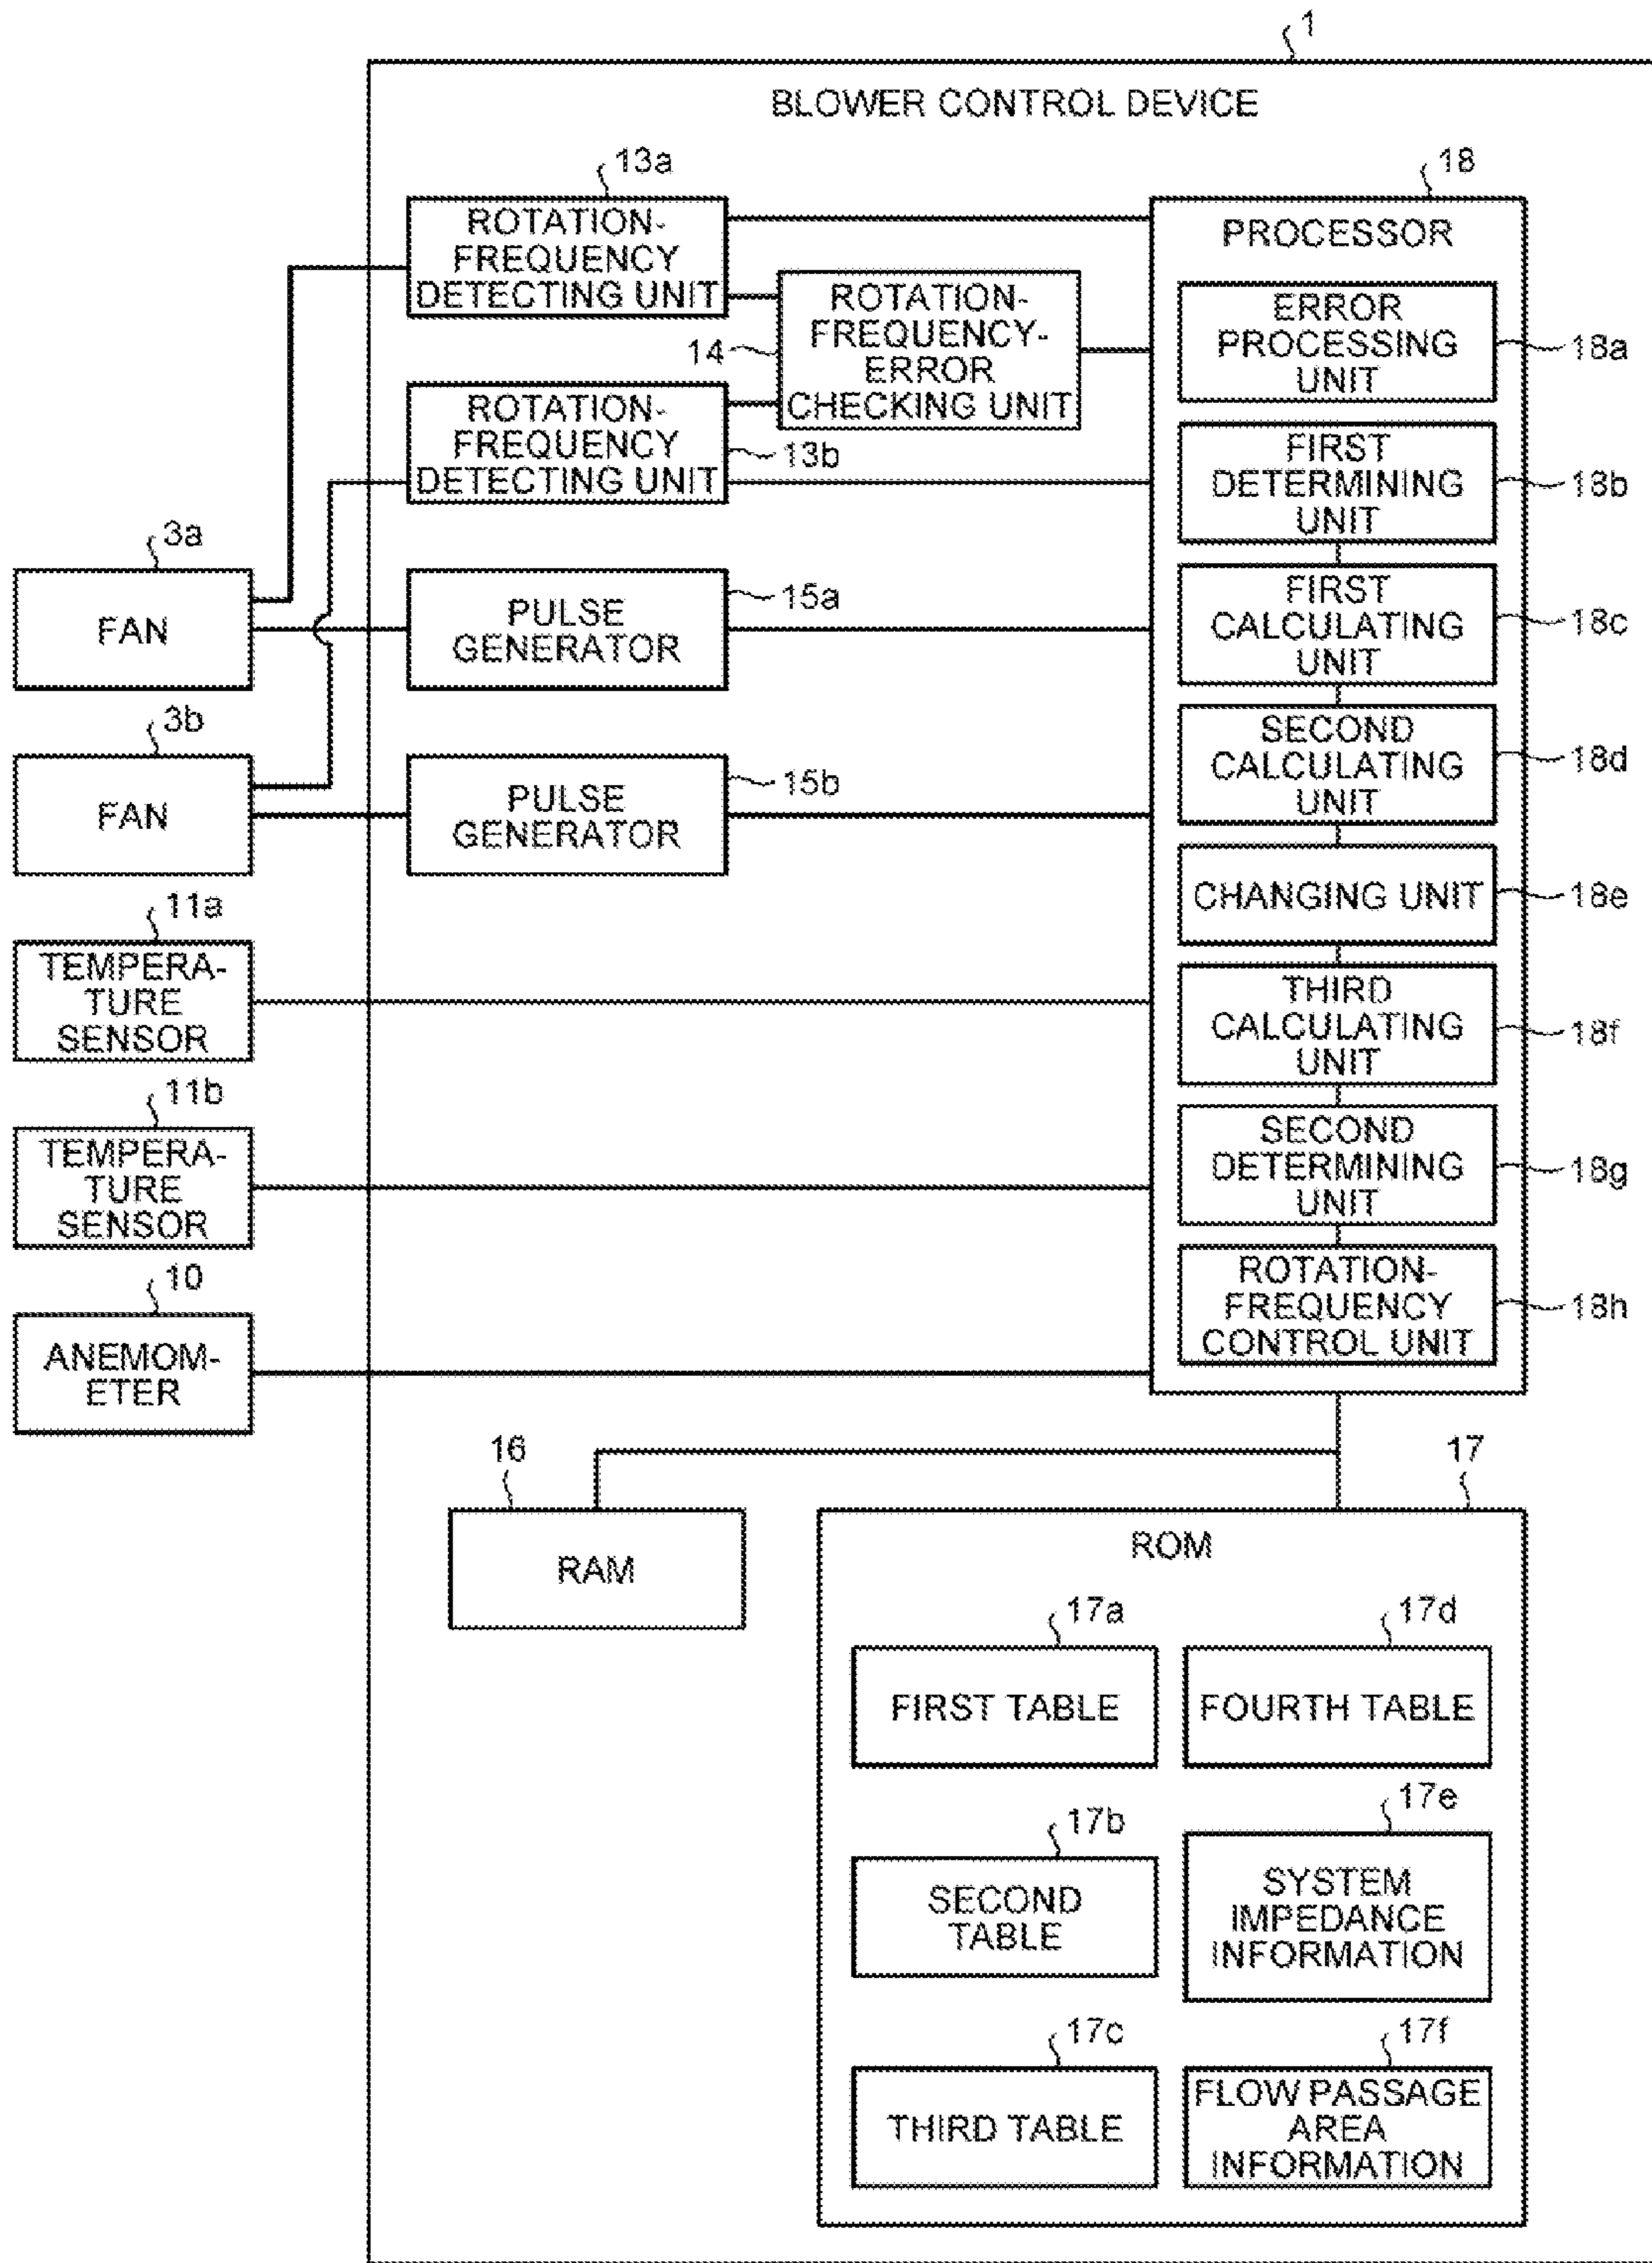 1
BLOWER CONTROL DEVICE
13a
ROTATION-
FREQUENCY
DETECTING UNIT
14
ROTATION-
FREQUENCY-
ERROR
CHECKING UNIT
ROTATION-
FREQUENCY
DETECTING UNIT
13b
3a
FAN
15a
PULSE
GENERATOR
3b
FAN
15b
PULSE
GENERATOR
11a
TEMPERA-
TURE
SENSOR
11b
TEMPERA-
TURE
SENSOR
10
ANEMOM-
ETER
18
PROCESSOR
ERROR
PROCESSING
UNIT
18a
FIRST
DETERMINING
UNIT
18b
FIRST
CALCULATING
UNIT
18c
SECOND
CALCULATING
UNIT
18d
CHANGING UNIT
18e
THIRD
CALCULATING
UNIT
18f
SECOND
DETERMINING
UNIT
18g
ROTATION-
FREQUENCY
CONTROL UNIT
18h
16
RAM
17
ROM
17a
FIRST TABLE
17d
FOURTH TABLE
17b
SECOND
TABLE
17e
SYSTEM
IMPEDANCE
INFORMATION
17c
THIRD TABLE
17f
FLOW PASSAGE
AREA
INFORMATION